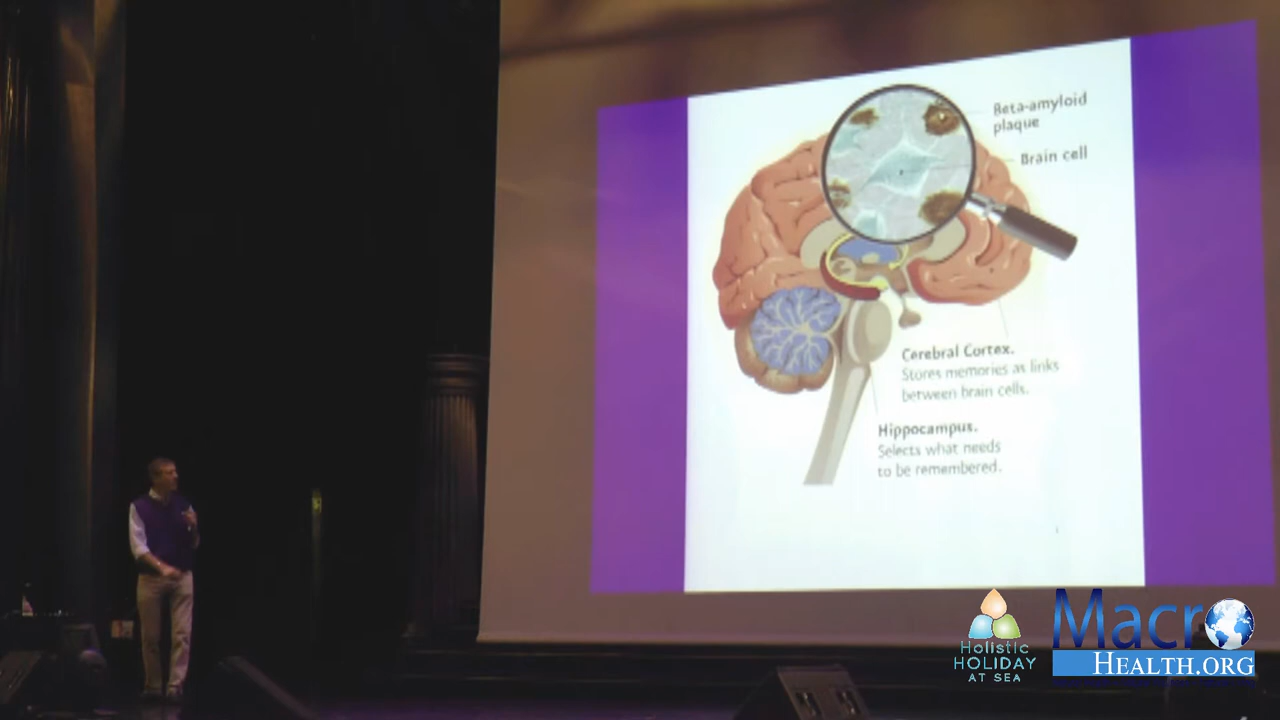 Beta-amyloid
plaque
Brain cell
Cerebral Cortex.
Stores memories as links
between brain cells.
Hippocampus.
Selects what needs
to be remembered.
Holistic
HOLIDAY
AT SEA
Macro
HEALTH.ORG